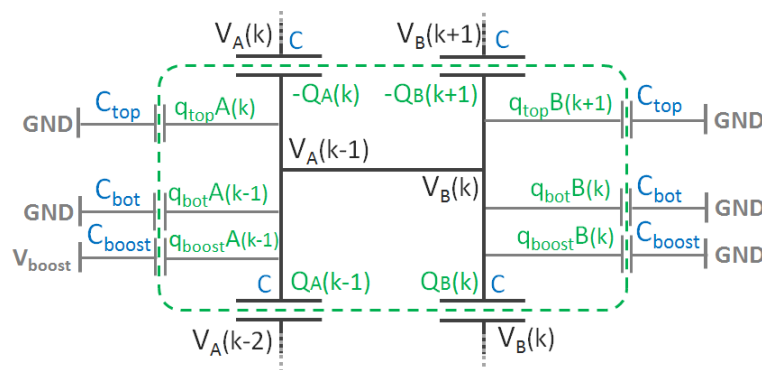 V_A(k) C V_B(k+1) C
-Q_A(k) -Q_B(k+1)
C_top q_topA(k) q_topB(k+1) C_top
GND GND
V_A(k-1)
V_B(k)
C_bot q_botA(k-1) q_botB(k) C_bot
GND GND
C_boost q_boostA(k-1) q_boostB(k) C_boost
V_boost GND
C Q_A(k-1) Q_B(k) C
V_A(k-2) V_B(k)